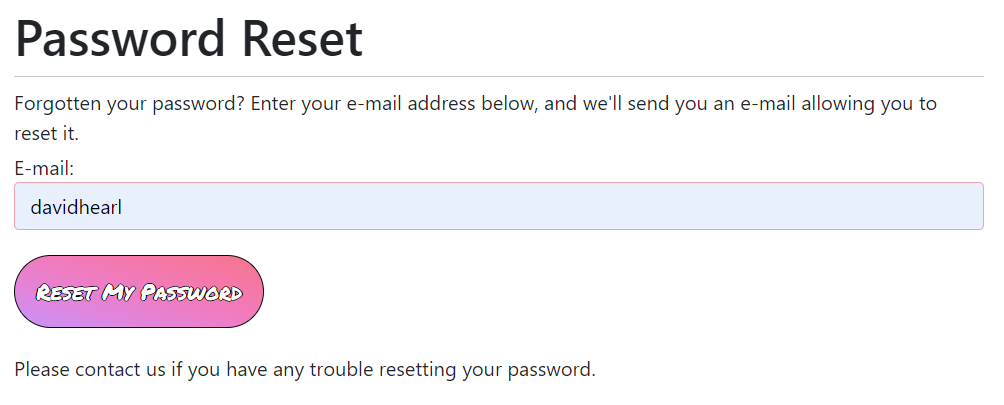 Password Reset
Forgotten your password? Enter your e-mail address below, and we'll send you an e-mail allowing you to
reset it.
E-mail:
davidhearl
Reset My Password
Please contact us if you have any trouble resetting your password.